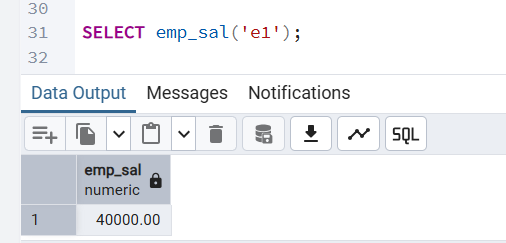 30
31 SELECT emp_sal('e1');
32
Data Output Messages Notifications
SQL
emp_sal
numeric
1 40000.00